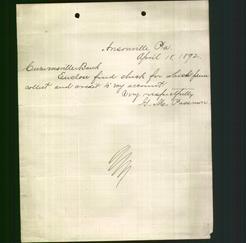 Ansonville, Pa.
April 18, 1892.
Bank
Enclose find check for which please
collect and credit to my account
Very respectfully